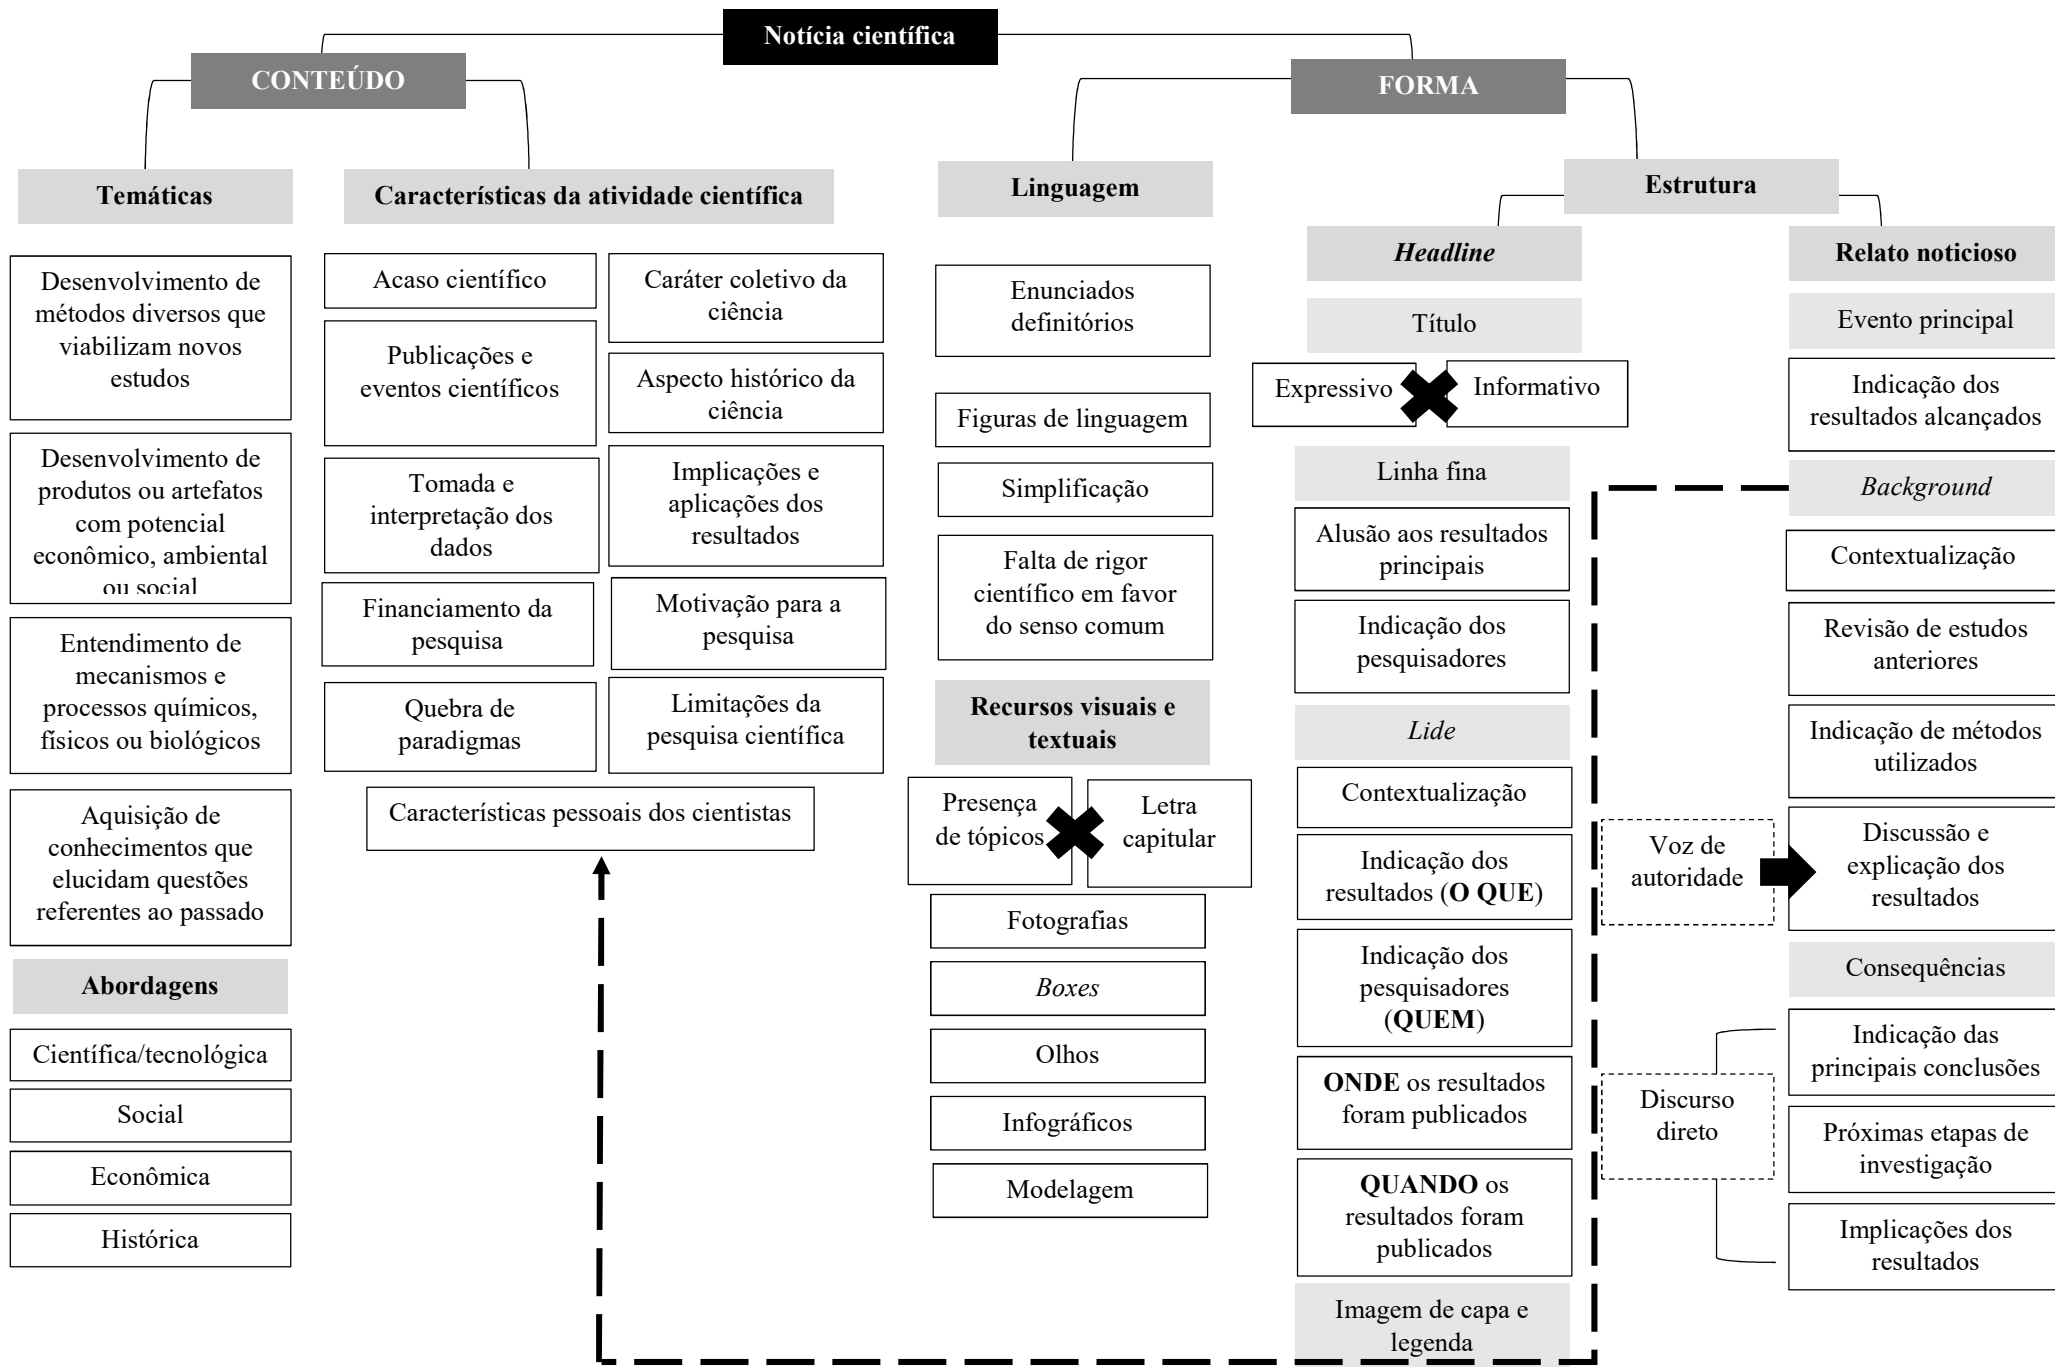 Notícia científica
CONTEÚDO
Temáticas
Desenvolvimento de
métodos diversos que
viabilizam novos
estudos
Desenvolvimento de
produtos ou artefatos
com potencial
econômico, ambiental
ou social
Entendimento de
mecanismos e
processos químicos,
físicos ou biológicos
Aquisição de
conhecimentos que
elucidam questões
referentes ao passado
Abordagens
Científica/tecnológica
Social
Econômica
Histórica
Características da atividade científica
Acaso científico
Publicações e
eventos científicos
Tomada e
interpretação dos
dados
Financiamento da
pesquisa
Quebra de
paradigmas
Caráter coletivo da
ciência
Aspecto histórico da
ciência
Implicações e
aplicações dos
resultados
Motivação para a
pesquisa
Limitações da
pesquisa científica
Características pessoais dos cientistas
FORMA
Linguagem
Enunciados
definitórios
Figuras de linguagem
Simplificação
Falta de rigor
científico em favor
do senso comum
Recursos visuais e
textuais
Presença
de tópicos
Letra
capitular
Fotografias
Boxes
Olhos
Infográficos
Modelagem
Estrutura
Headline
Título
Expressivo
Informativo
Linha fina
Alusão aos resultados
principais
Indicação dos
pesquisadores
Lide
Contextualização
Indicação dos
resultados (O QUE)
Indicação dos
pesquisadores
(QUEM)
ONDE os resultados
foram publicados
QUANDO os
resultados foram
publicados
Imagem de capa e
legenda
Relato noticioso
Evento principal
Indicação dos
resultados alcançados
Background
Contextualização
Revisão de estudos
anteriores
Indicação de métodos
utilizados
Voz de
autoridade
Discussão e
explicação dos
resultados
Consequências
Discurso
direto
Indicação das
principais conclusões
Próximas etapas de
investigação
Implicações dos
resultados